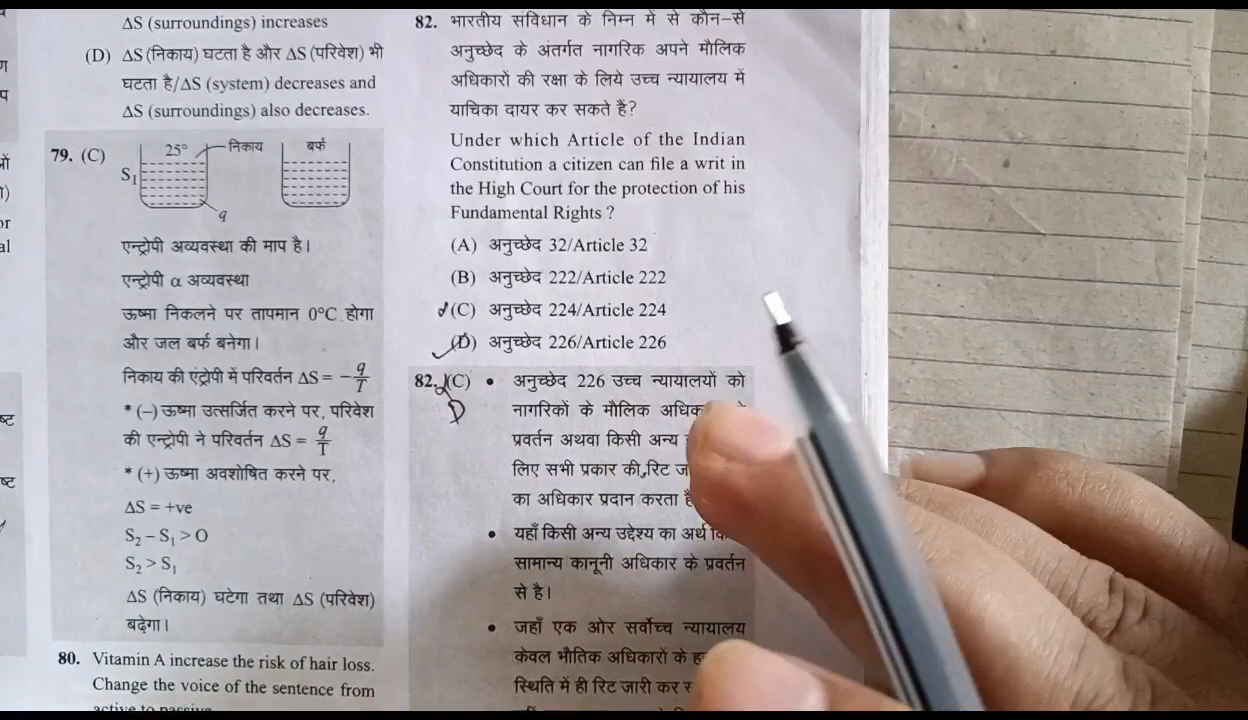 ΔS (surroundings) increases
(D) ΔS (निकाय) घटता है और ΔS (परिवेश) भी
घटता है/ΔS (system) decreases and
ΔS (surroundings) also decreases.
79. (C) 25° निकाय बर्फ
S₁
q
एन्ट्रोपी अव्यवस्था की माप है।
एन्ट्रोपी α अव्यवस्था
ऊष्मा निकलने पर तापमान 0°C होगा
और जल बर्फ बनेगा।
निकाय की एंट्रोपी में परिवर्तन ΔS = −q/T
* (−) ऊष्मा उत्सर्जित करने पर, परिवेश
की एन्ट्रोपी ने परिवर्तन ΔS = q/T
* (+) ऊष्मा अवशोषित करने पर,
ΔS = +ve
S₂ − S₁ > O
S₂ > S₁
ΔS (निकाय) घटेगा तथा ΔS (परिवेश)
बढ़ेगा।
80. Vitamin A increase the risk of hair loss.
Change the voice of the sentence from
active to passive
82. भारतीय संविधान के निम्न में से कौन-से
अनुच्छेद के अंतर्गत नागरिक अपने मौलिक
अधिकारों की रक्षा के लिये उच्च न्यायालय में
याचिका दायर कर सकते हैं?
Under which Article of the Indian
Constitution a citizen can file a writ in
the High Court for the protection of his
Fundamental Rights ?
(A) अनुच्छेद 32/Article 32
(B) अनुच्छेद 222/Article 222
(C) अनुच्छेद 224/Article 224
(D) अनुच्छेद 226/Article 226
82. (C) • अनुच्छेद 226 उच्च न्यायालयों को
D
नागरिकों के मौलिक
प्रवर्तन अथवा किसी अन्य
लिए सभी प्रकार की रिट
का अधिकार प्रदान करता
• यहाँ किसी अन्य उद्देश्य का अर्थ
सामान्य कानूनी अधिकार के प्रवर्तन
से है।
• जहाँ एक ओर सर्वोच्च न्यायालय
केवल भौतिक अधिकारों के
स्थिति में ही रिट जारी कर